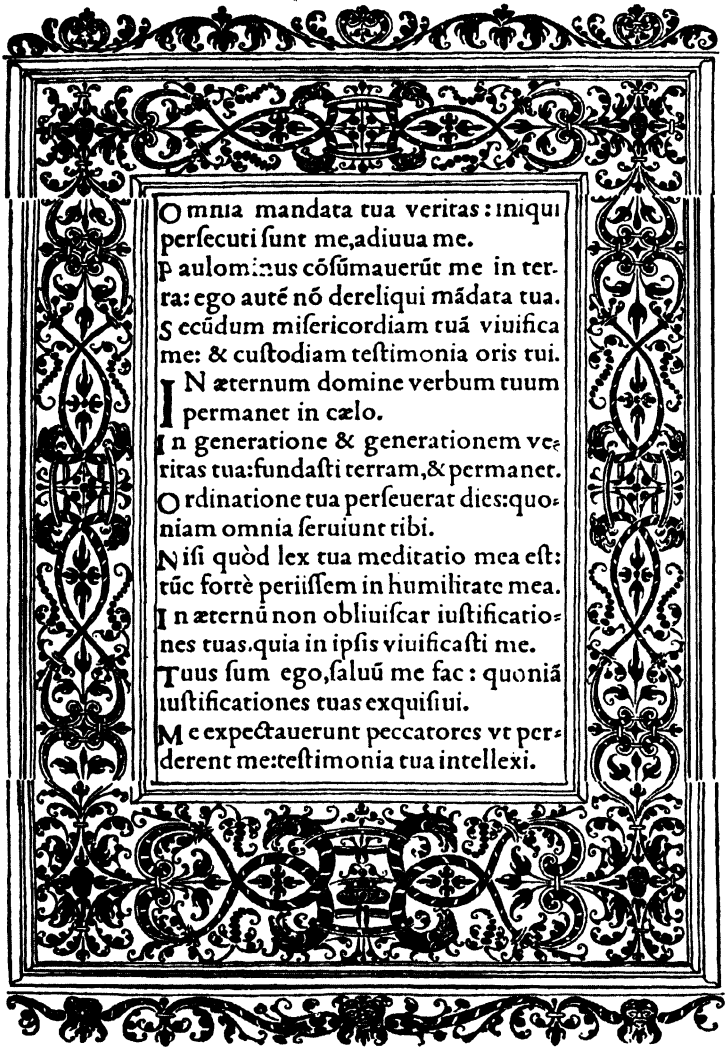 Omnia mandata tua veritas: iniqui
perſecuti ſunt me,adiuua me.
Paulominus cõſũmauerũt me in ter-
ra: ego autẽ nõ dereliqui mãdata tua.
Secũdum miſericordiam tuã viuifica
me: & cuſtodiam teſtimonia oris tui.
IN æternum domine verbum tuum
permanet in cælo.
In generatione & generationem ve-
ritas tua:fundaſti terram,& permanet.
Ordinatione tua perſeuerat dies:quo-
niam omnia ſeruiunt tibi.
Niſi quòd lex tua meditatio mea eſt:
tũc fortè periiſſem in humilitate mea.
In æternũ non obliuiſcar iuſtificatio-
nes tuas.quia in ipſis viuificaſti me.
Tuus ſum ego,ſaluũ me fac: quoniã
iuſtificationes tuas exquiſiui.
Me expectauerunt peccatores vt per-
derent me:teſtimonia tua intellexi.